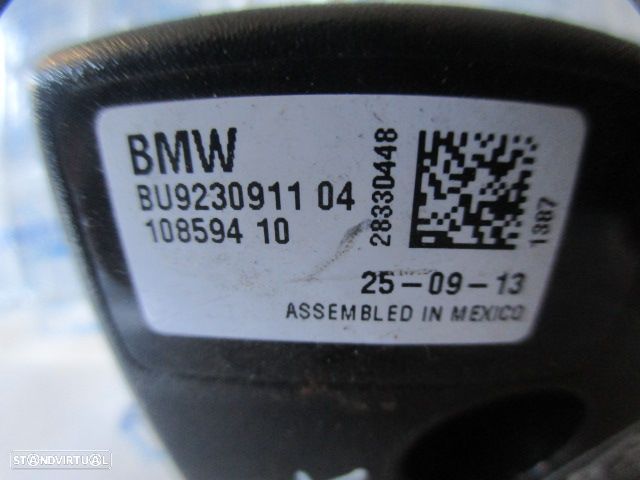 BMW
BU9230911 04
108594 10
28330448
1387
25-09-13
ASSEMBLED IN MEXICO
STANDVIRTUAL